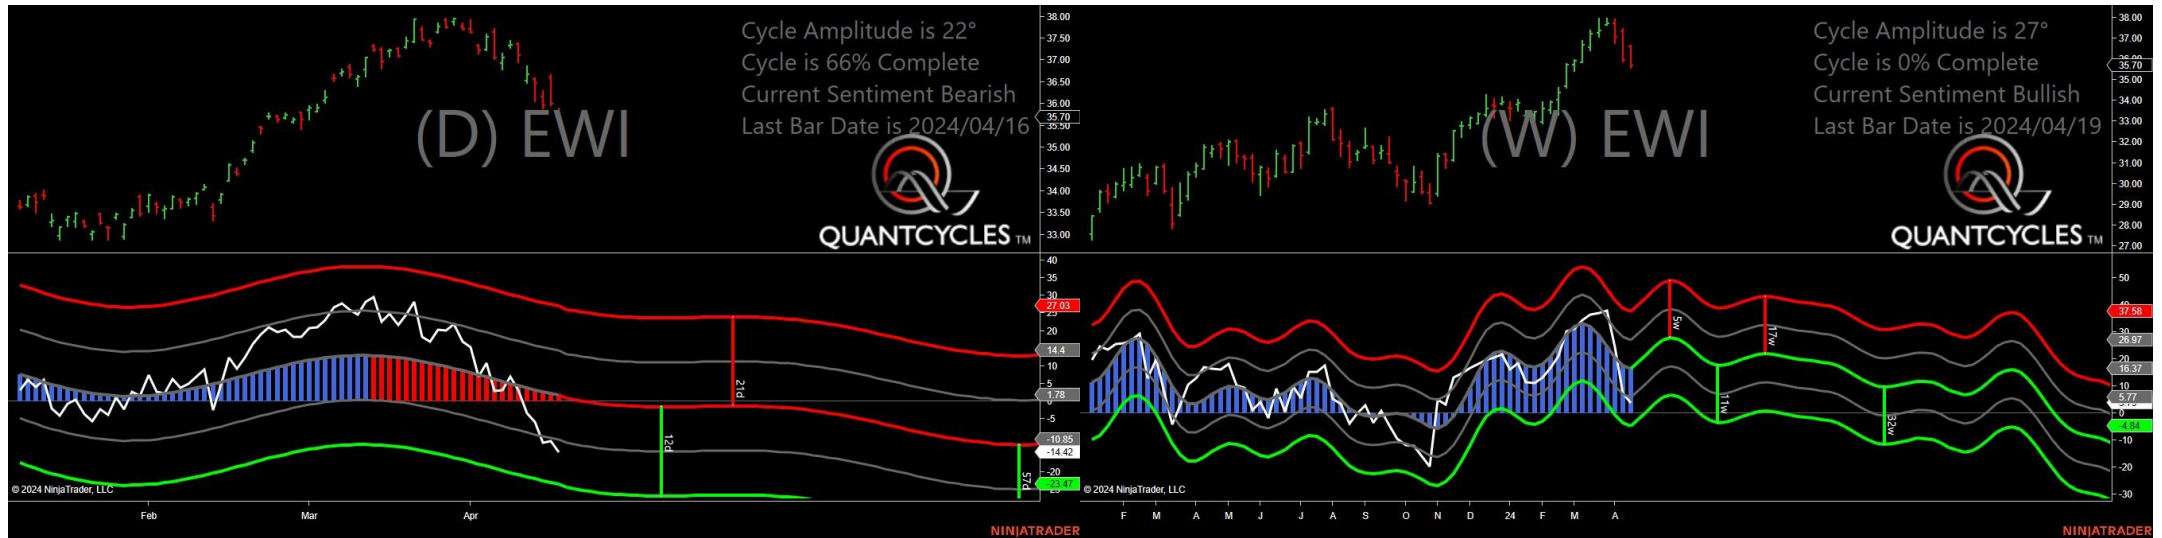 Cycle Amplitude is 22°
Cycle is 66% Complete
Current Sentiment Bearish
Last Bar Date is 2024/04/16
(D) EWI
QUANTCYCLES TM
38.00
37.50
37.00
36.50
36.00
35.70
35.50
35.00
34.50
34.00
33.50
33.00
40
35
30
27.03
25
20
14.4
10
5
1.78
0
-5
-10.85
-14.42
-20
-23.47
21d
12d
57d
© 2024 NinjaTrader, LLC
Feb Mar Apr
NINJATRADER
Cycle Amplitude is 27°
Cycle is 0% Complete
Current Sentiment Bullish
Last Bar Date is 2024/04/19
(W) EWI
QUANTCYCLES TM
38.00
37.00
35.70
35.00
34.00
33.00
32.00
31.00
30.00
29.00
28.00
27.00
50
40
37.58
30
26.97
20
16.37
10
5.77
0
-4.84
-10
-20
-30
5w
17w
11w
32w
© 2024 NinjaTrader, LLC
F M A M J J A S O N D 24 F M A
NINJATRADER